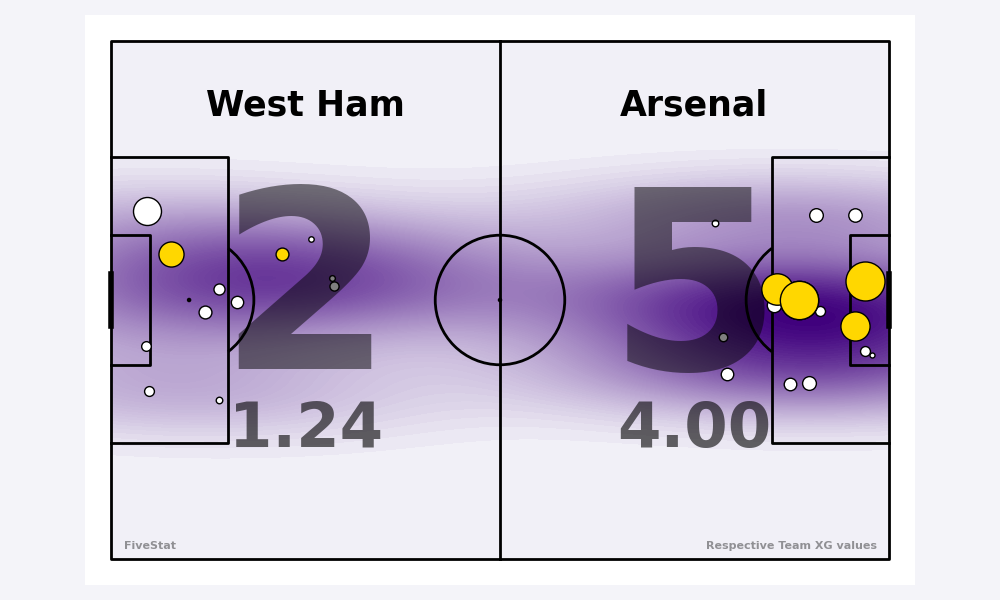 West Ham
Arsenal
2
5
1.24
4.00
FiveStat
Respective Team XG values